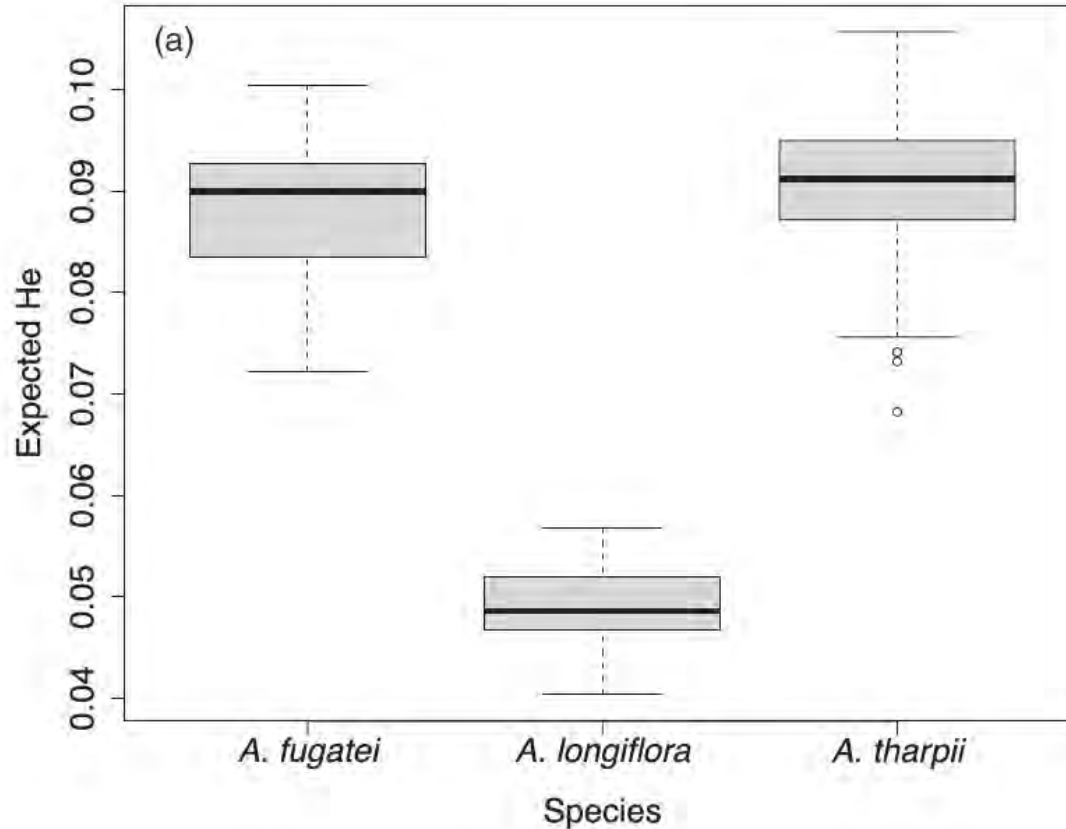 (a)
Expected He
0.10
0.09
0.08
0.07
0.06
0.05
0.04
A. fugatei
A. longiflora
A. tharpii
Species